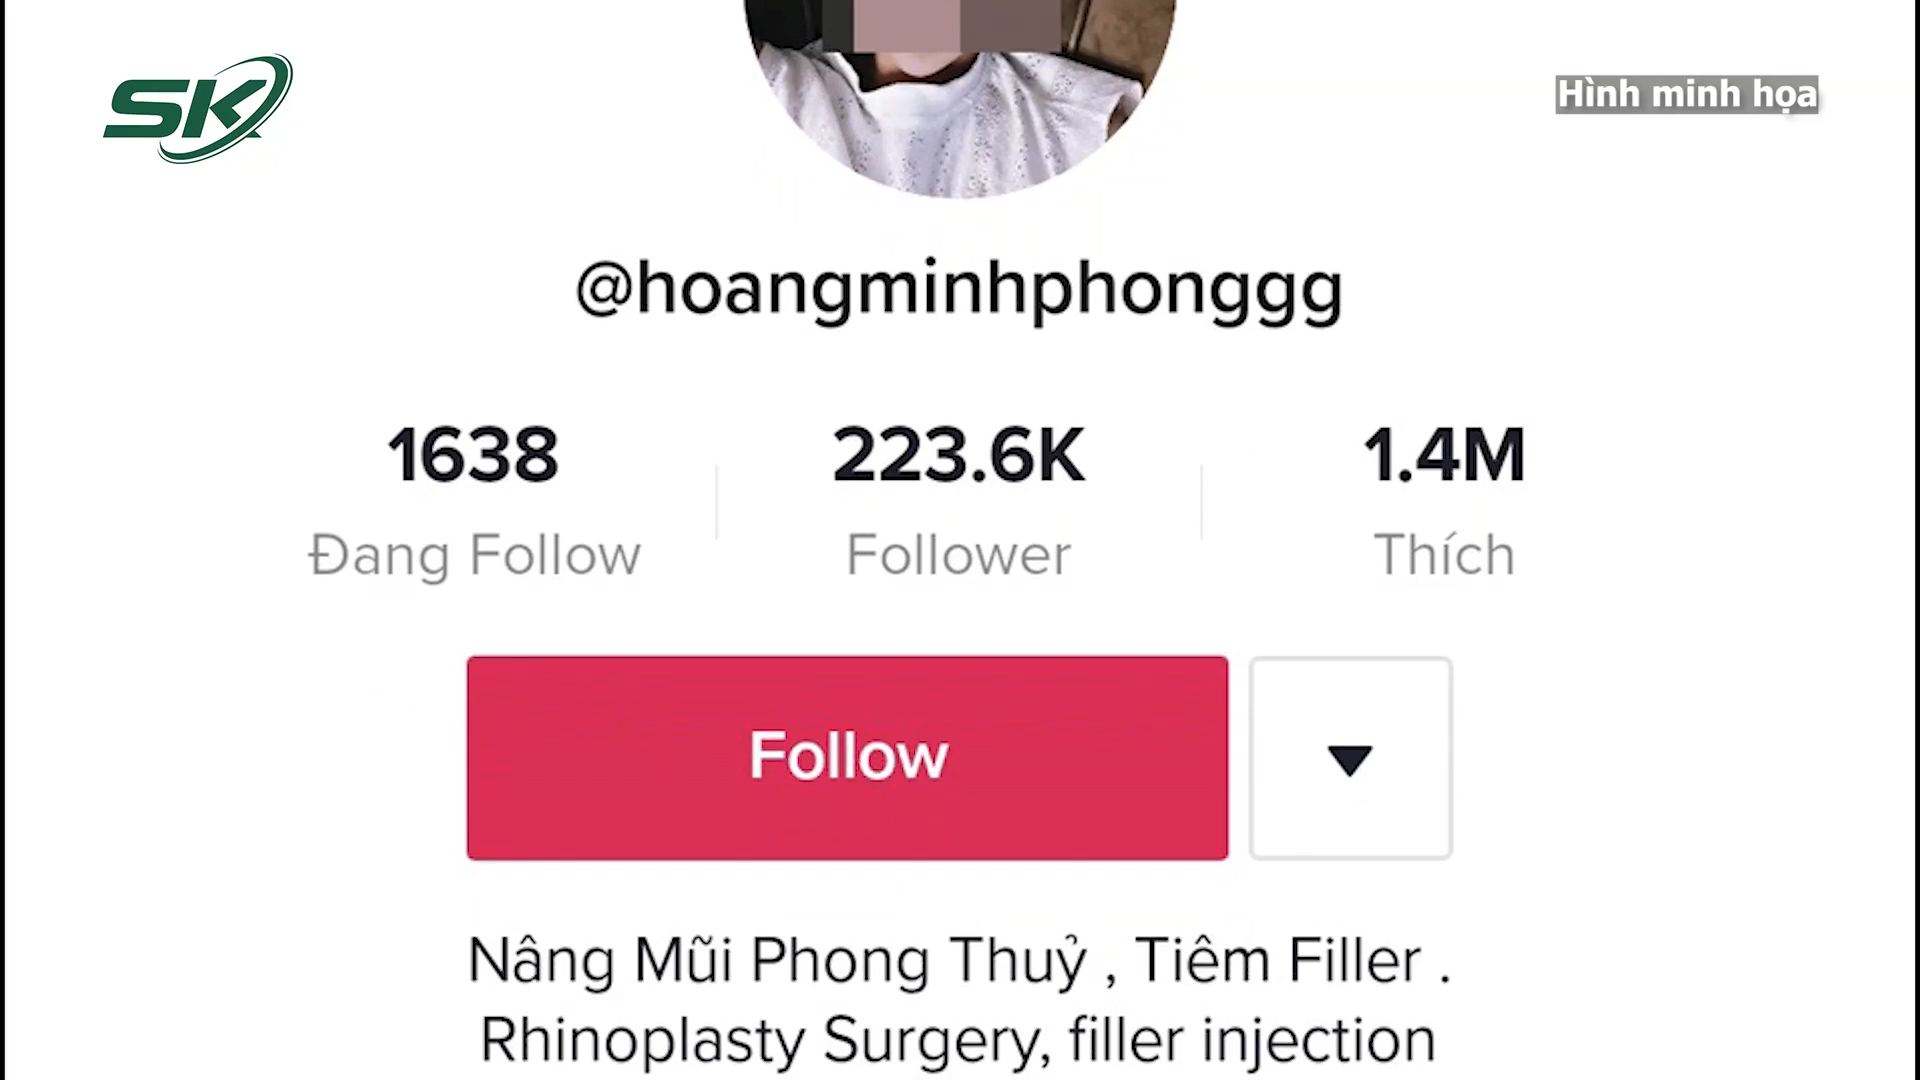 SK
Hình minh họa
@hoangminhphonggg
1638
223.6K
1.4M
Đang Follow
Follower
Thích
Follow
Nâng Mũi Phong Thuỷ , Tiêm Filler .
Rhinoplasty Surgery, filler injection